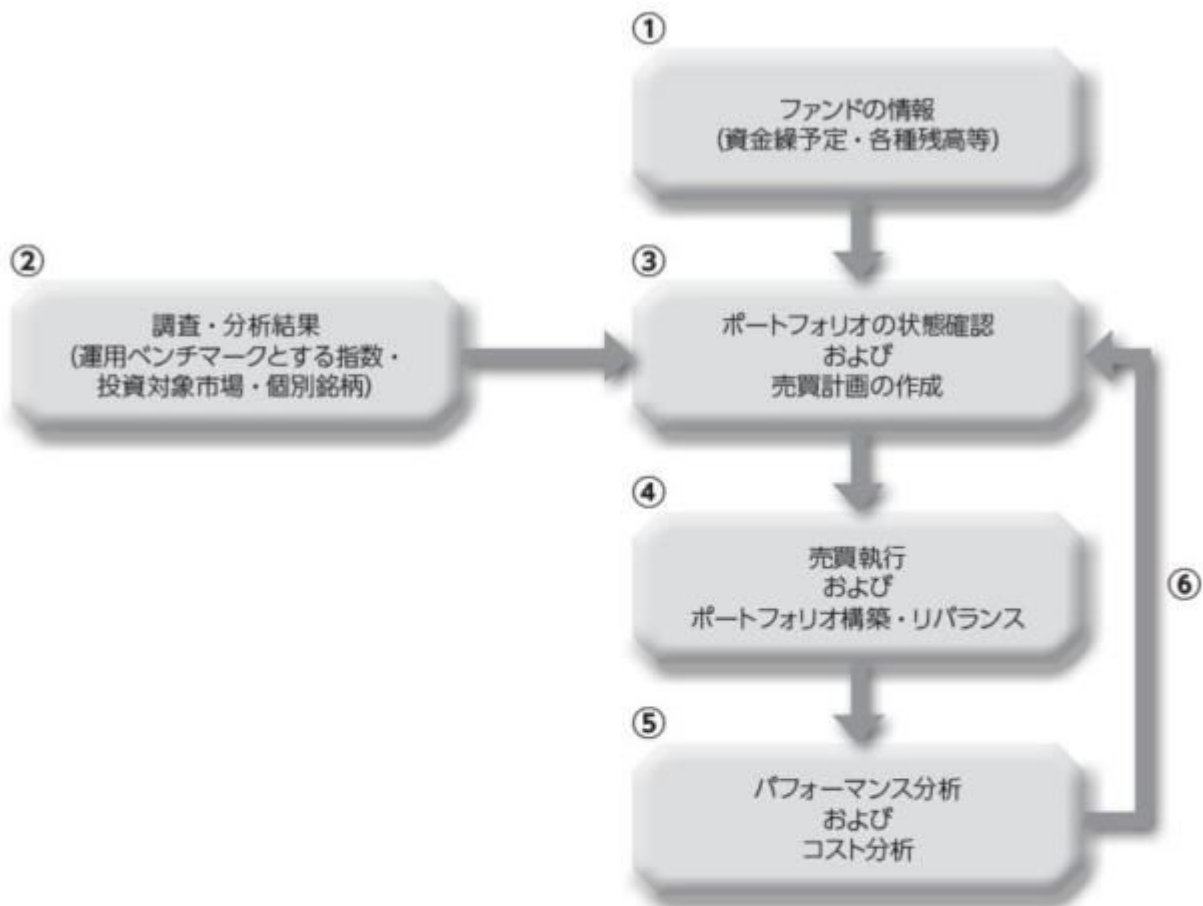 ①
ファンドの情報
(資金繰予定・各種残高等)
②
調査・分析結果
(運用ベンチマークとする指数・
投資対象市場・個別銘柄)
③
ポートフォリオの状態確認
および
売買計画の作成
④
売買執行
および
ポートフォリオ構築・リバランス
⑥
⑤
パフォーマンス分析
および
コスト分析